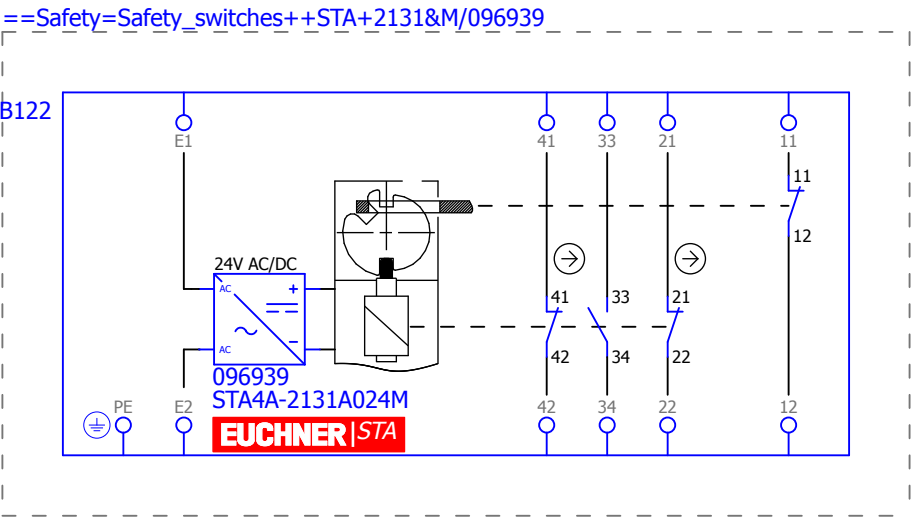 ==Safety=Safety_switches++STA+2131&M/096939
B122
E1 41 33 21 11
11
12
24V AC/DC
AC + 41 33 21
AC - 42 34 22
096939
STA4A-2131A024M
PE E2 42 34 22 12
EUCHNER|STA